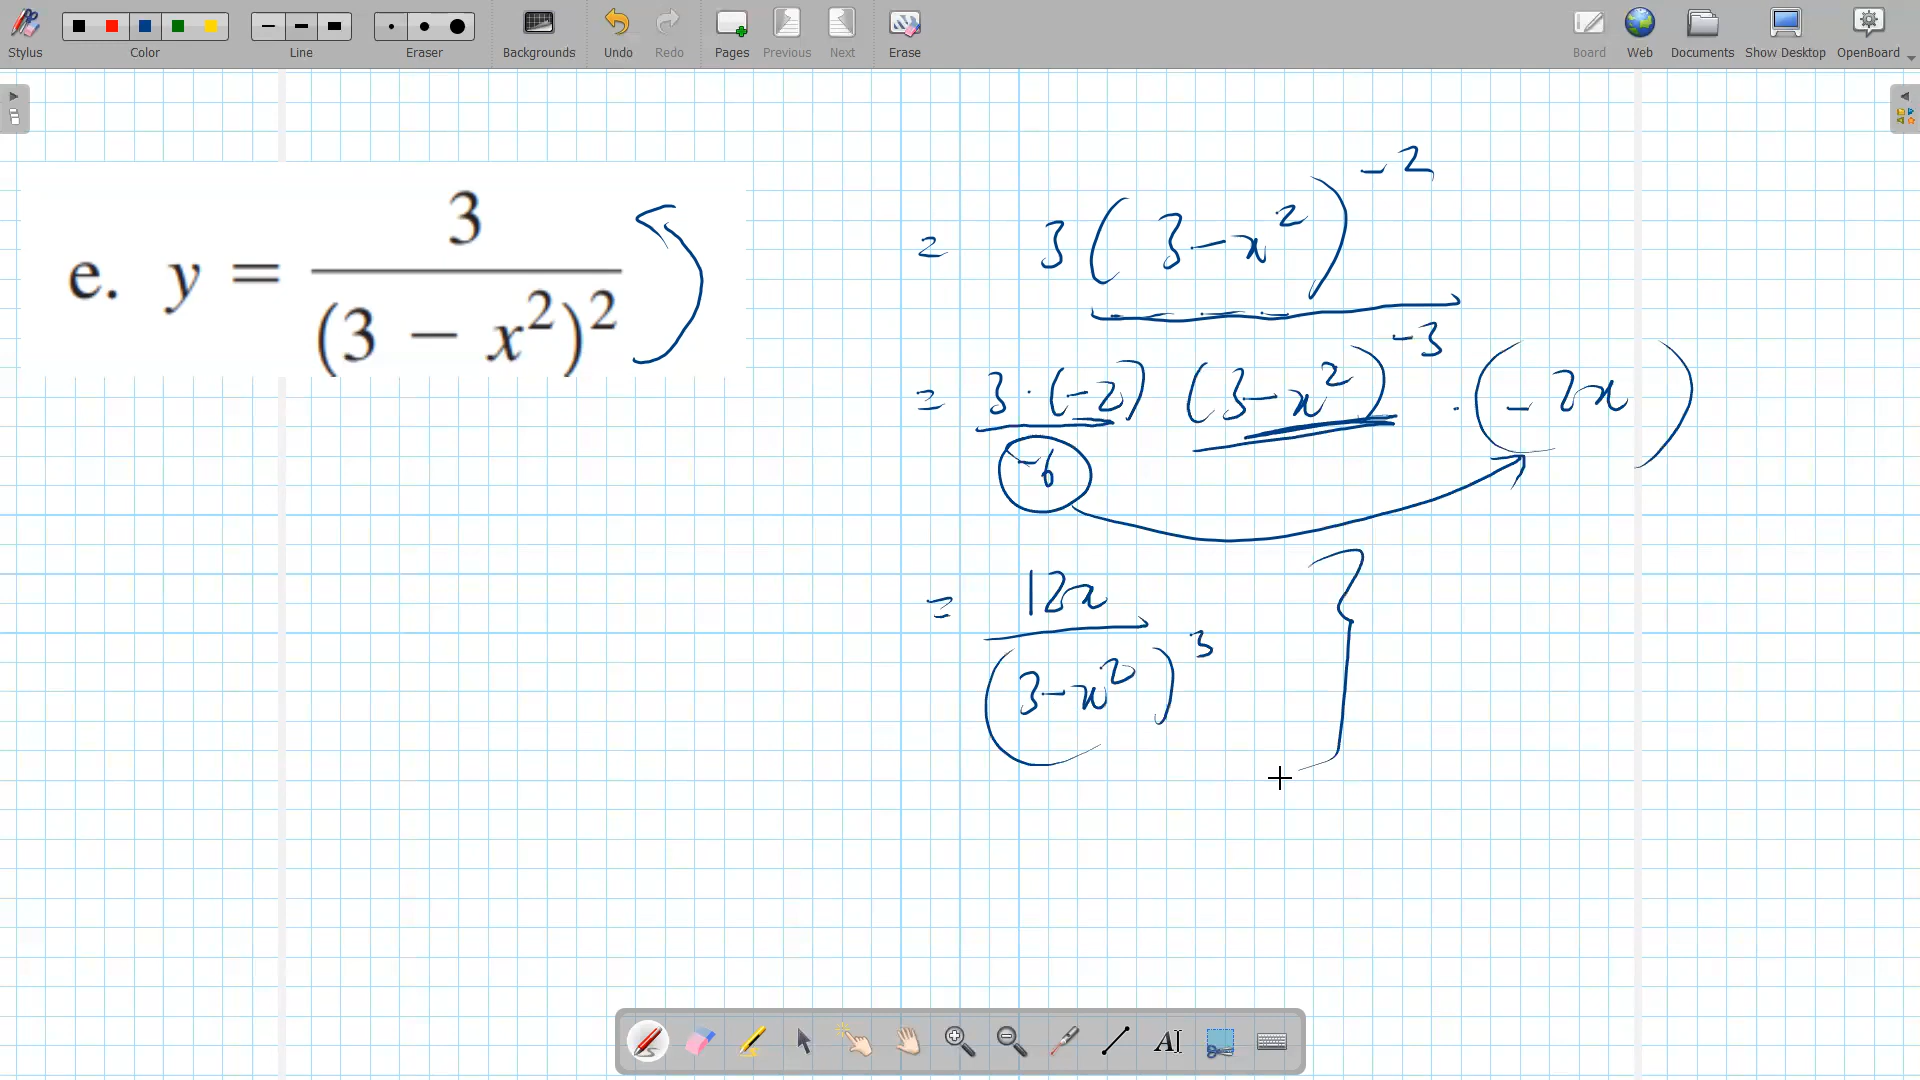 Stylus Color Line Eraser Backgrounds Undo Redo Pages Previous Next Erase Board Web Documents Show Desktop OpenBoard
e. y = 3 / (3 − x²)²
= 3(3−x²)⁻²
= 3·(−2) (3−x²)⁻³ · (−2x)
−6
= 12x / (3−x²)³